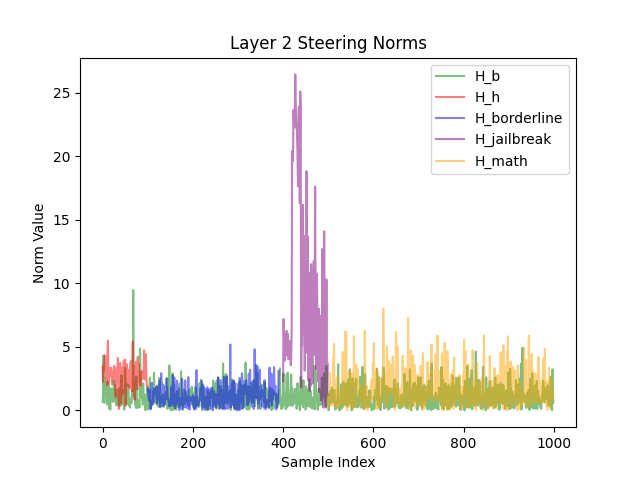 Layer 2 Steering Norms
H_b
H_h
H_borderline
H_jailbreak
H_math
Norm Value
25
20
15
10
5
0
0 200 400 600 800 1000
Sample Index